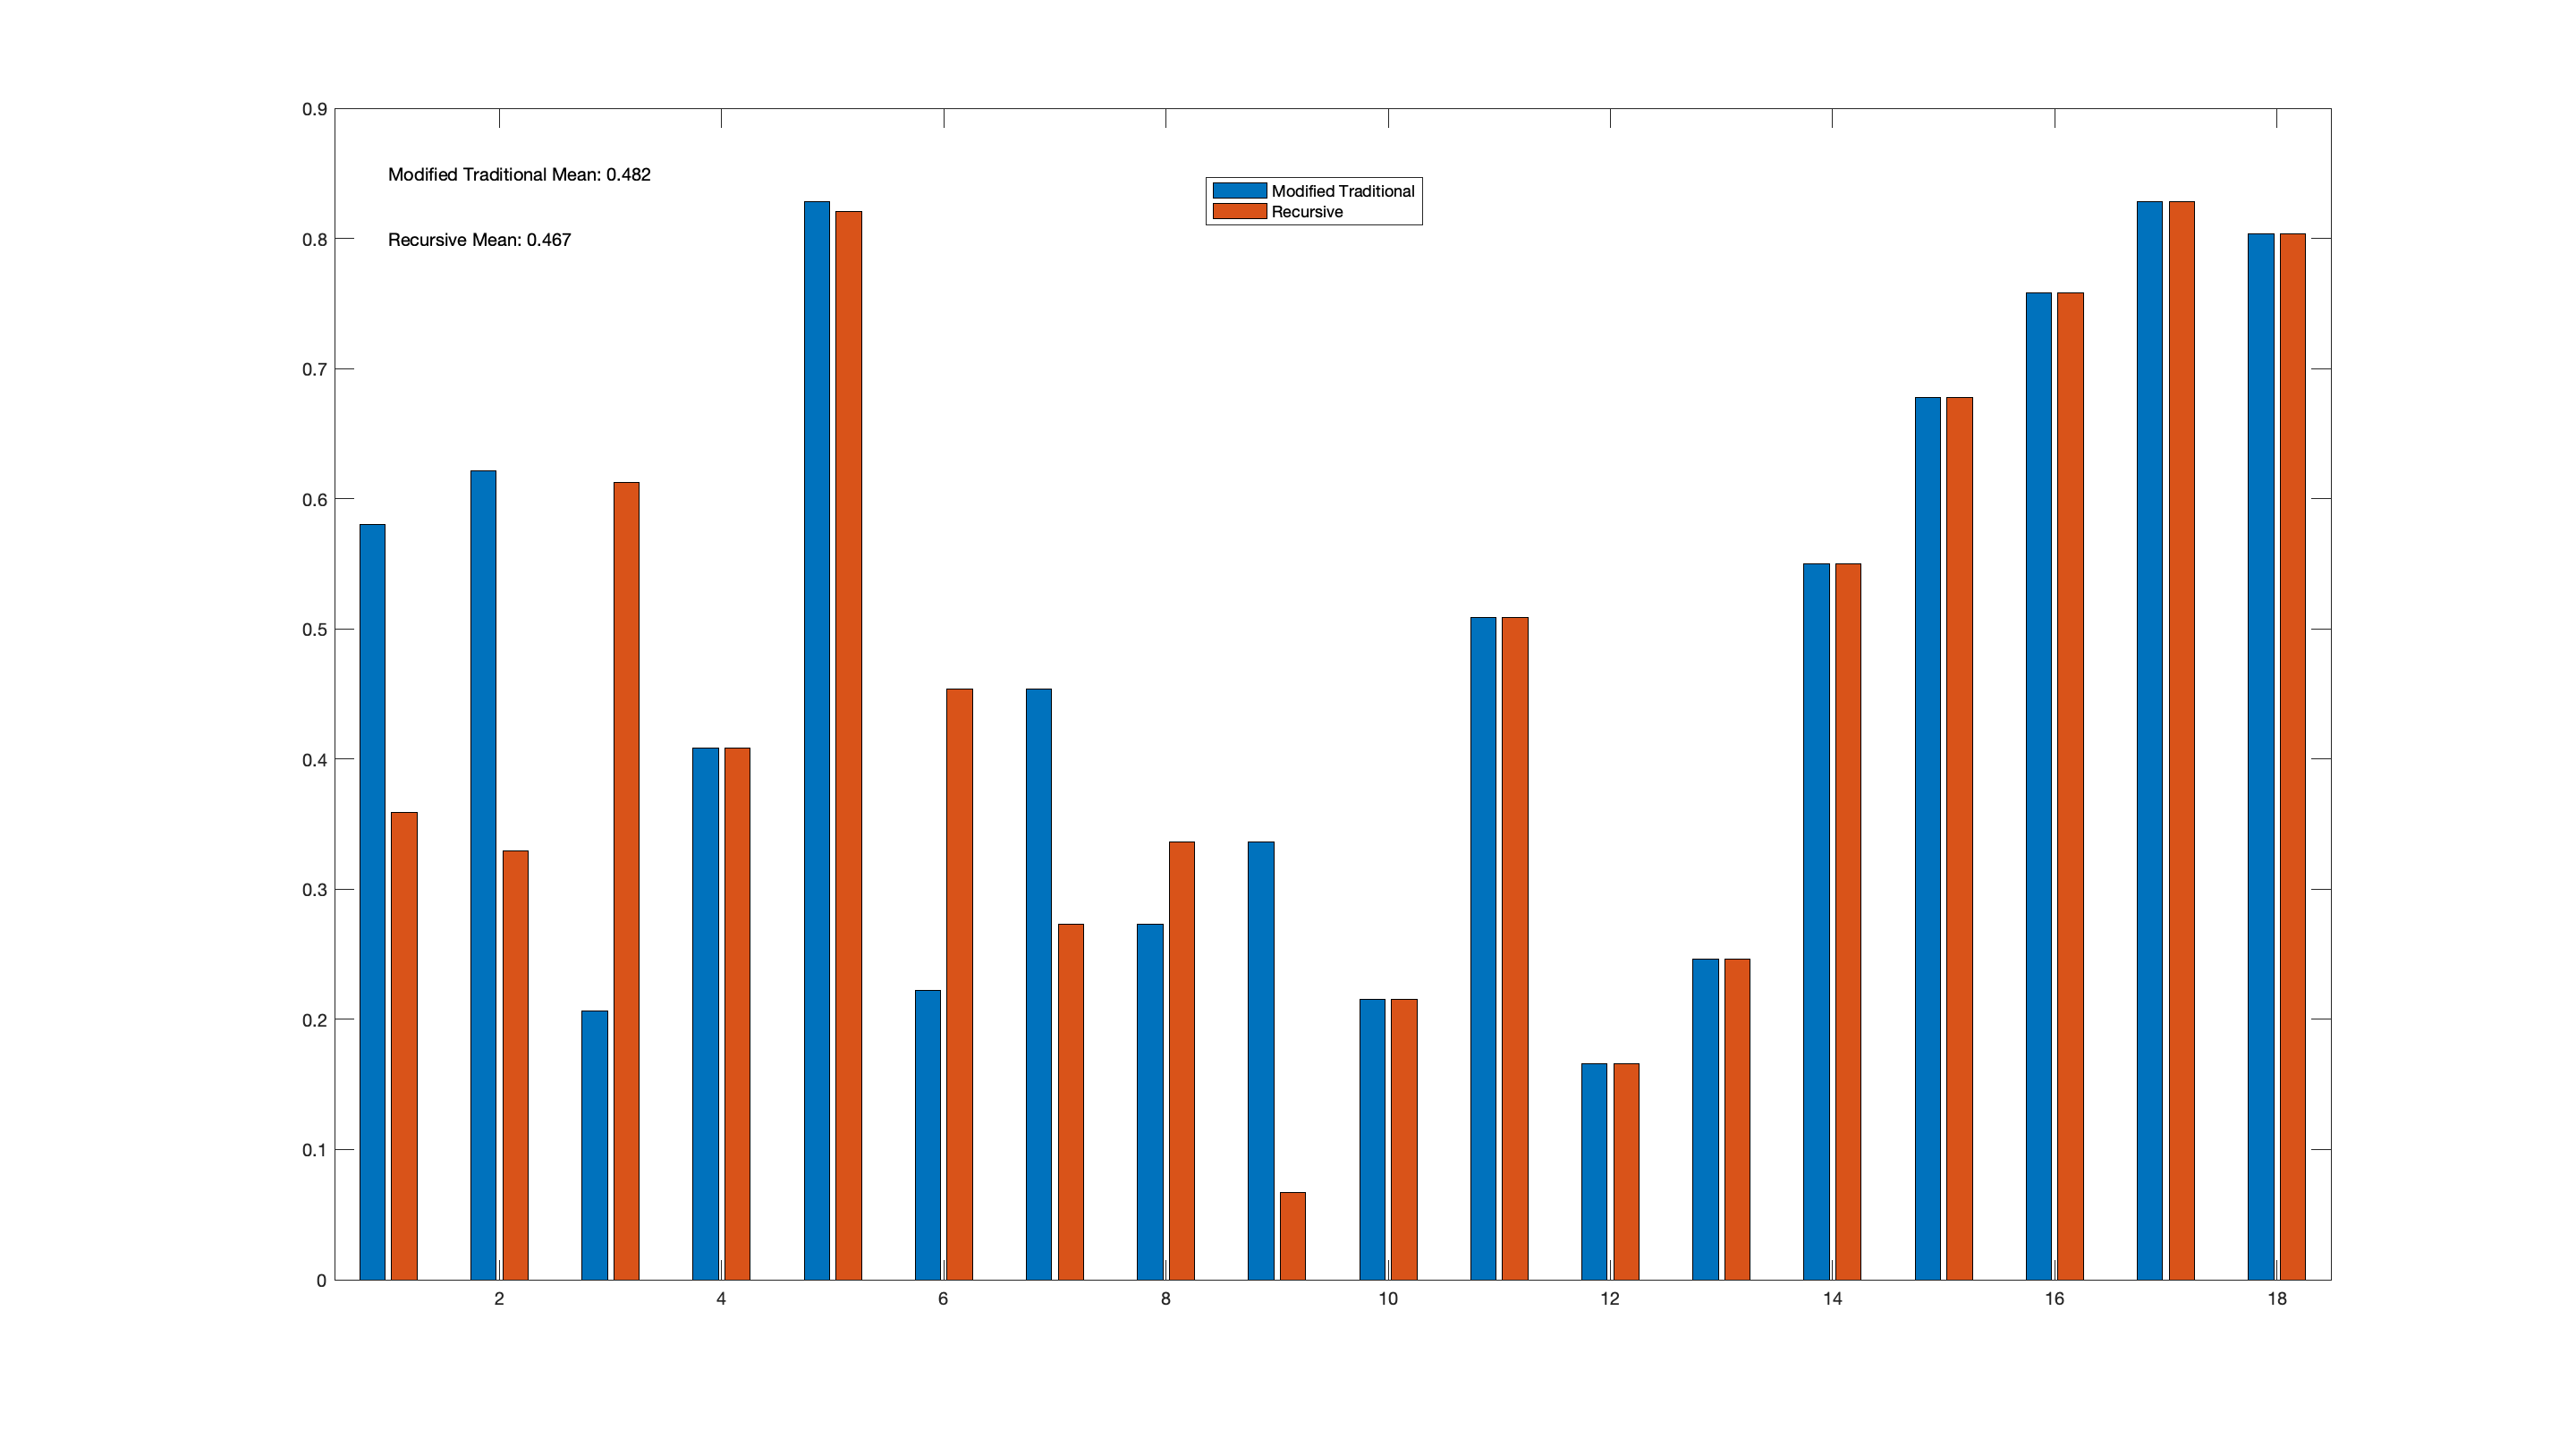 0.9
Modified Traditional Mean: 0.482
Modified Traditional
Recursive
Recursive Mean: 0.467
0.8
0.7
0.6
0.5
0.4
0.3
0.2
0.1
0
2 4 6 8 10 12 14 16 18